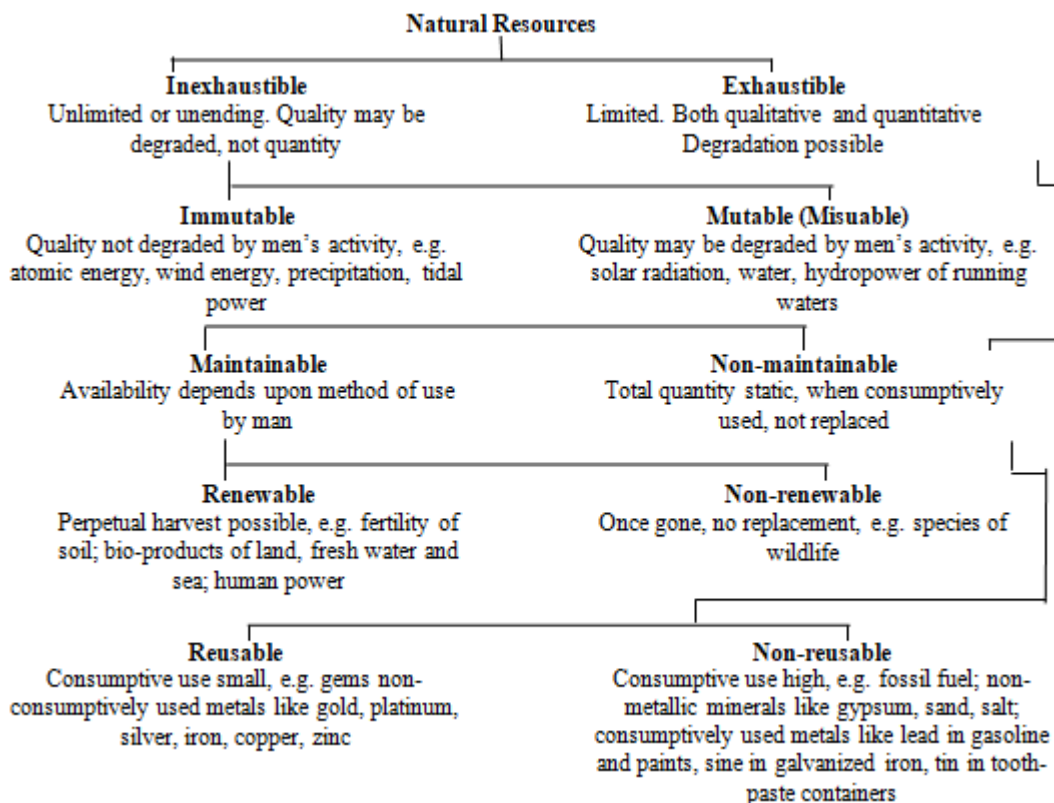 Natural Resources
Inexhaustible
Unlimited or unending. Quality may be
degraded, not quantity
Exhaustible
Limited. Both qualitative and quantitative
Degradation possible
Immutable
Quality not degraded by men's activity, e.g.
atomic energy, wind energy, precipitation, tidal
power
Mutable (Misuable)
Quality may be degraded by men's activity, e.g.
solar radiation, water, hydropower of running
waters
Maintainable
Availability depends upon method of use
by man
Non-maintainable
Total quantity static, when consumptively
used, not replaced
Renewable
Perpetual harvest possible, e.g. fertility of
soil; bio-products of land, fresh water and
sea; human power
Non-renewable
Once gone, no replacement, e.g. species of
wildlife
Reusable
Consumptive use small, e.g. gems non-
consumptively used metals like gold, platinum,
silver, iron, copper, zinc
Non-reusable
Consumptive use high, e.g. fossil fuel; non-
metallic minerals like gypsum, sand, salt;
consumptively used metals like lead in gasoline
and paints, sine in galvanized iron, tin in tooth-
paste containers